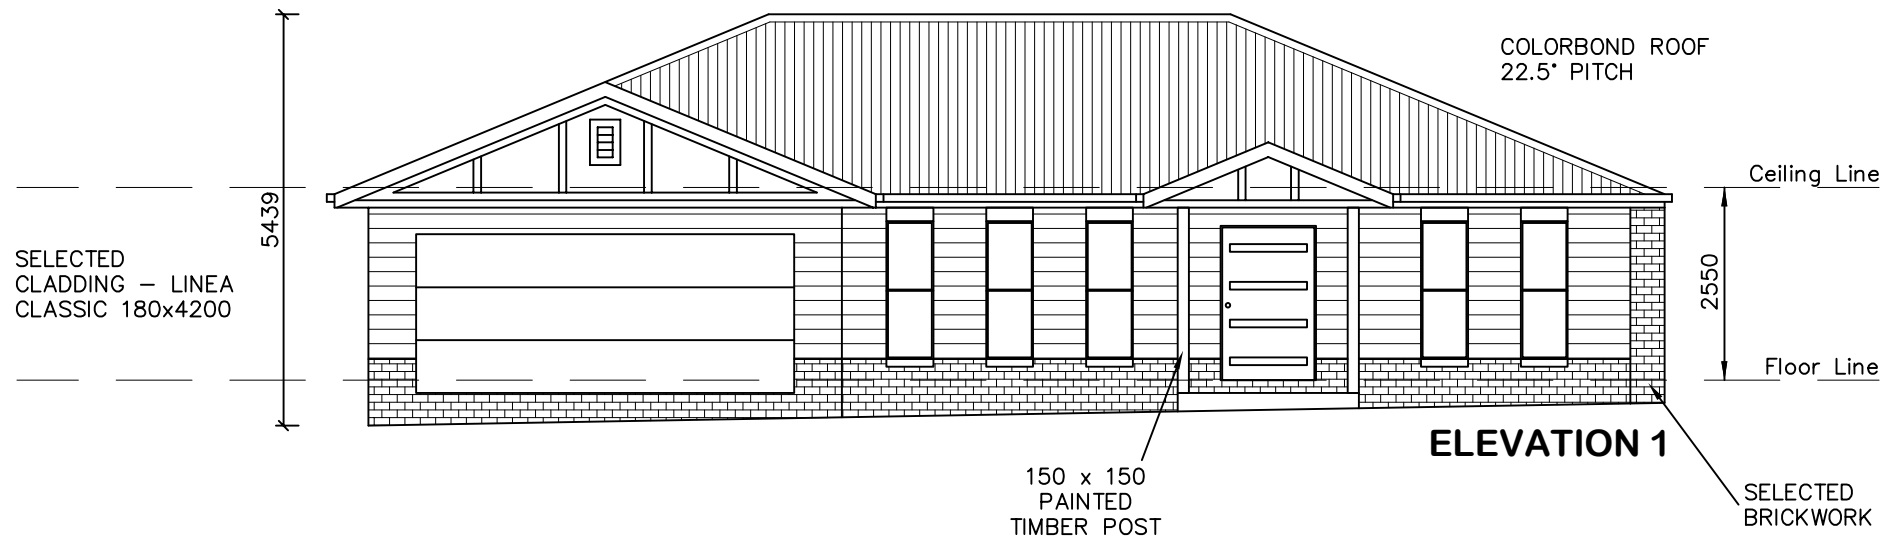 COLORBOND ROOF
22.5° PITCH
Ceiling Line
5439
SELECTED
CLADDING – LINEA
CLASSIC 180x4200
2550
Floor Line
ELEVATION 1
150 x 150
PAINTED
TIMBER POST
SELECTED
BRICKWORK